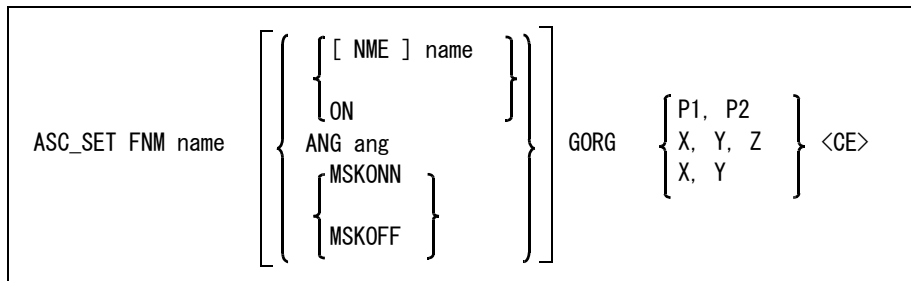 [ NME ] name
ON
ASC_SET FNM name
ANG ang
GORG
P1, P2
X, Y, Z
X, Y
<CE>
MSKONN
MSKOFF